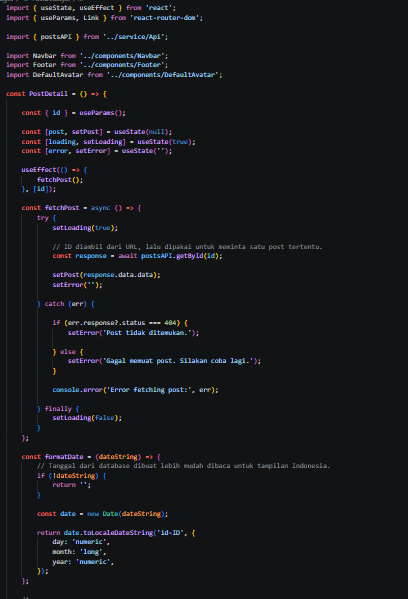 import { useState, useEffect } from 'react';
import { useParams, Link } from 'react-router-dom';
import { postsAPI } from '../service/Api';
import Navbar from '../components/Navbar';
import Footer from '../components/Footer';
import DefaultAvatar from '../components/DefaultAvatar';
const PostDetail = () => {
const { id } = useParams();
const [post, setPost] = useState(null);
const [loading, setLoading] = useState(true);
const [error, setError] = useState('');
useEffect(() => {
fetchPost();
}, [id]);
const fetchPost = async () => {
try {
setLoading(true);
// ID diambil dari URL, lalu dipakai untuk meminta satu post tertentu.
const response = await postsAPI.getById(id);
setPost(response.data.data);
setError('');
} catch (err) {
if (err.response?.status === 404) {
setError('Post tidak ditemukan.');
} else {
setError('Gagal memuat post. Silakan coba lagi.');
}
console.error('Error fetching post:', err);
} finally {
setLoading(false);
}
};
const formatDate = (dateString) => {
// Tanggal dari database dibuat lebih mudah dibaca untuk tampilan Indonesia.
if (!dateString) {
return '';
}
const date = new Date(dateString);
return date.toLocaleDateString('id-ID', {
day: 'numeric',
month: 'long',
year: 'numeric',
});
};